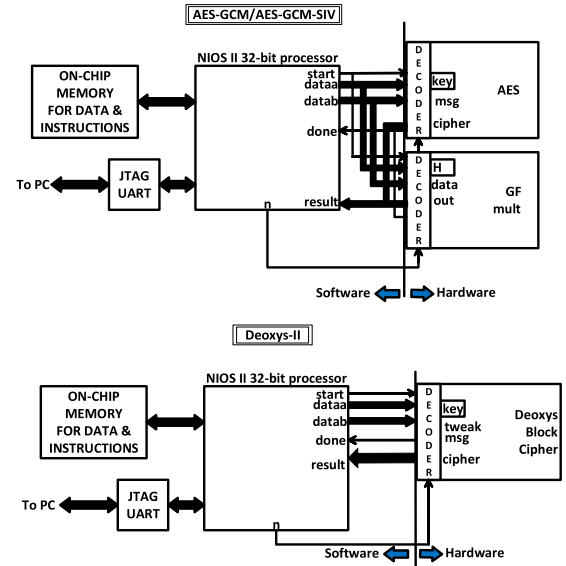 AES-GCM/AES-GCM-SIV
NIOS II 32-bit processor
ON-CHIP
MEMORY
FOR DATA &
INSTRUCTIONS
To PC
JTAG
UART
start
dataa
datab
done
result
n
DECODER
key
msg
cipher
AES
DECODER
H
data
out
GF
mult
Software
Hardware
Deoxys-II
NIOS II 32-bit processor
ON-CHIP
MEMORY
FOR DATA &
INSTRUCTIONS
To PC
JTAG
UART
start
dataa
datab
done
result
n
DECODER
key
tweak
msg
cipher
Deoxys
Block
Cipher
Software
Hardware